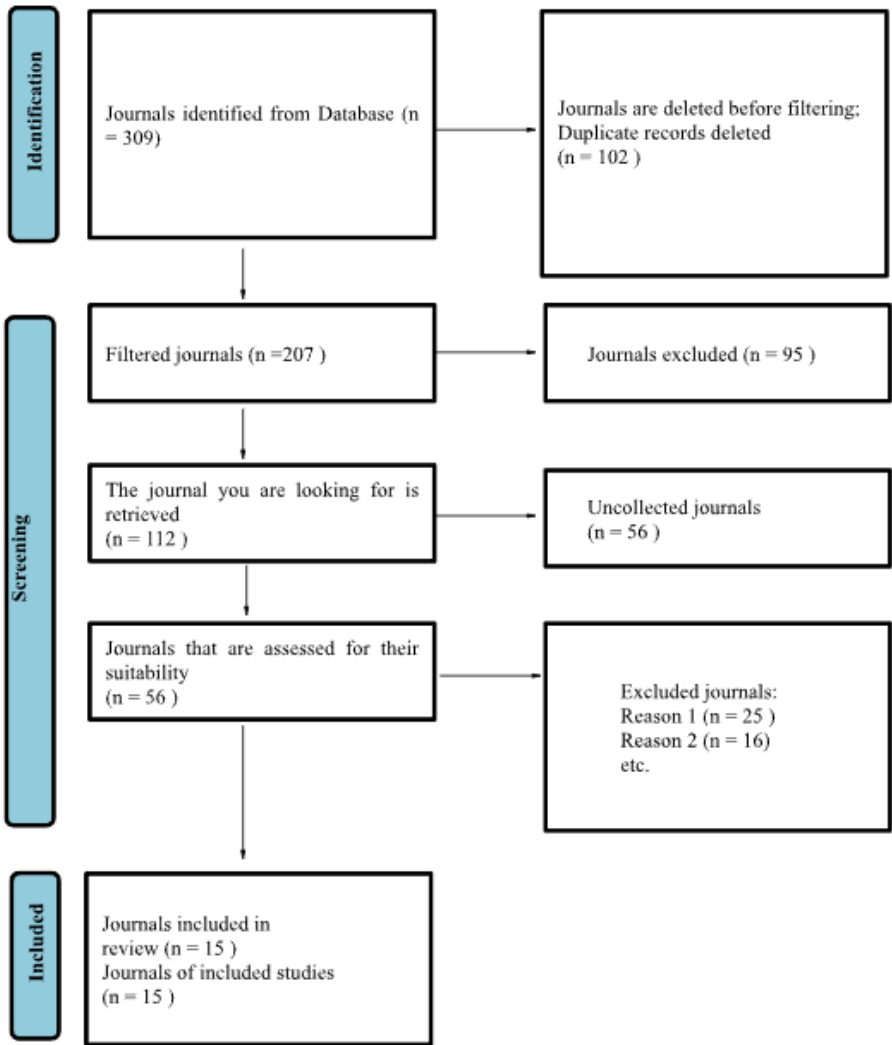 Identification
Journals identified from Database (n
= 309)
Journals are deleted before filtering:
Duplicate records deleted
(n = 102 )
Screening
Filtered journals (n =207 )
Journals excluded (n = 95 )
The journal you are looking for is
retrieved
(n = 112 )
Uncollected journals
(n = 56 )
Journals that are assessed for their
suitability
(n = 56 )
Excluded journals:
Reason 1 (n = 25 )
Reason 2 (n = 16)
etc.
Included
Journals included in
review (n = 15 )
Journals of included studies
(n = 15 )